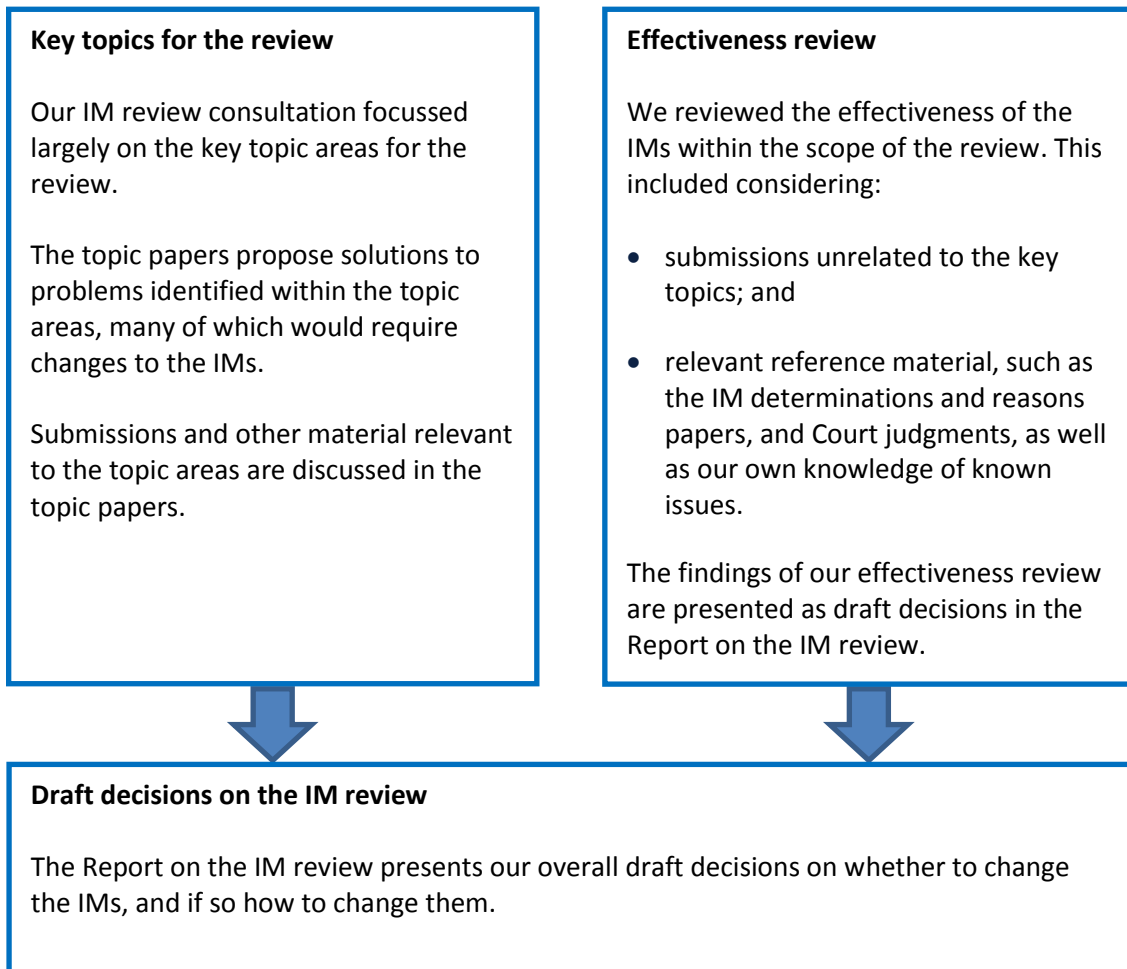 Key topics for the review
Our IM review consultation focussed
largely on the key topic areas for the
review.
The topic papers propose solutions to
problems identified within the topic
areas, many of which would require
changes to the IMs.
Submissions and other material relevant
to the topic areas are discussed in the
topic papers.
Effectiveness review
We reviewed the effectiveness of the
IMs within the scope of the review. This
included considering:
• submissions unrelated to the key
topics; and
• relevant reference material, such as
the IM determinations and reasons
papers, and Court judgments, as well
as our own knowledge of known
issues.
The findings of our effectiveness review
are presented as draft decisions in the
Report on the IM review.
Draft decisions on the IM review
The Report on the IM review presents our overall draft decisions on whether to change
the IMs, and if so how to change them.